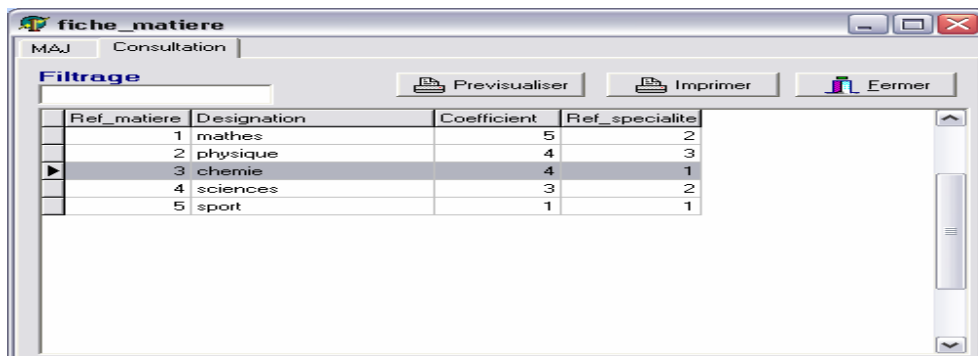 fiche_matiere
MAJ Consultation
Filtrage
Previsualiser Imprimer Fermer
Ref_matiere Designation Coefficient Ref_specialite
1 mathes 5 2
2 physique 4 3
3 chemie 4 1
4 sciences 3 2
5 sport 1 1